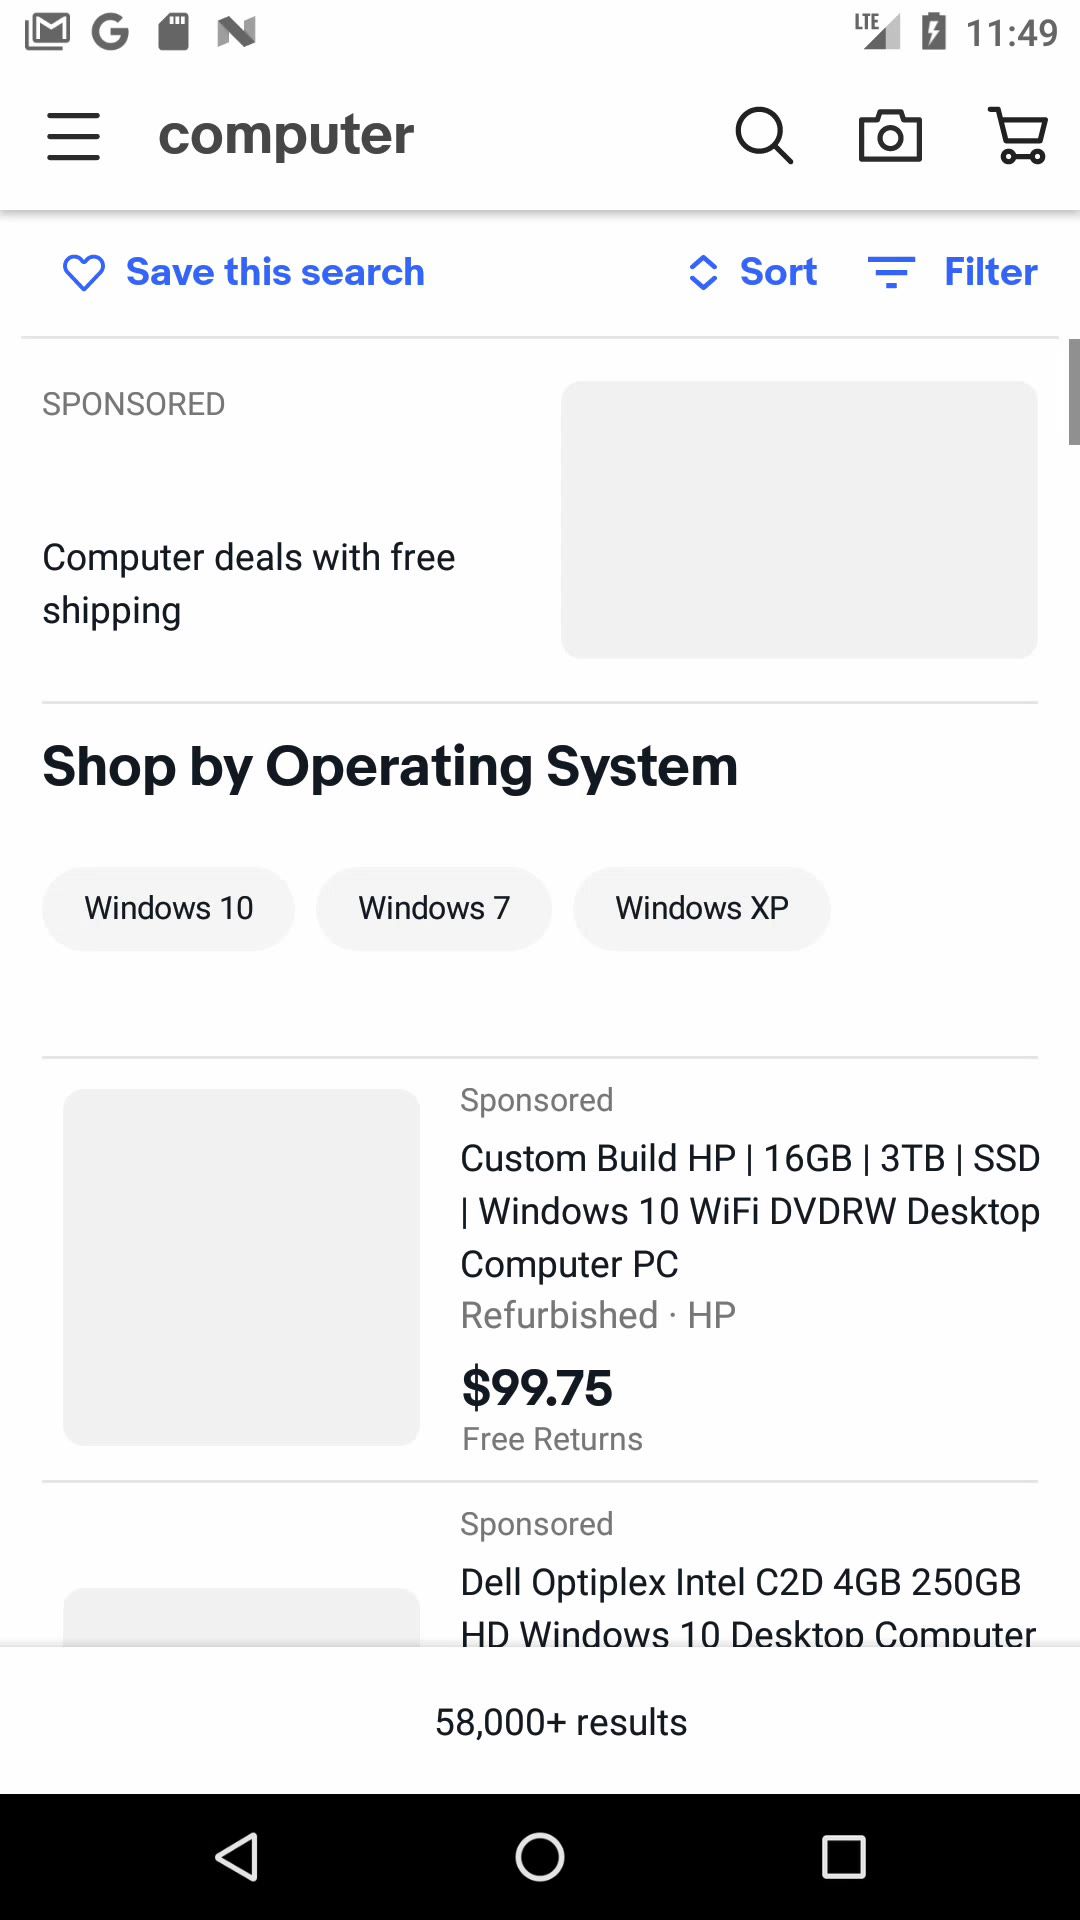 LTE 11:49
computer
Save this search Sort Filter
SPONSORED
Computer deals with free
shipping
Shop by Operating System
Windows 10 Windows 7 Windows XP
Sponsored
Custom Build HP | 16GB | 3TB | SSD
| Windows 10 WiFi DVDRW Desktop
Computer PC
Refurbished · HP
$99.75
Free Returns
Sponsored
Dell Optiplex Intel C2D 4GB 250GB
HD Windows 10 Desktop Computer
58,000+ results